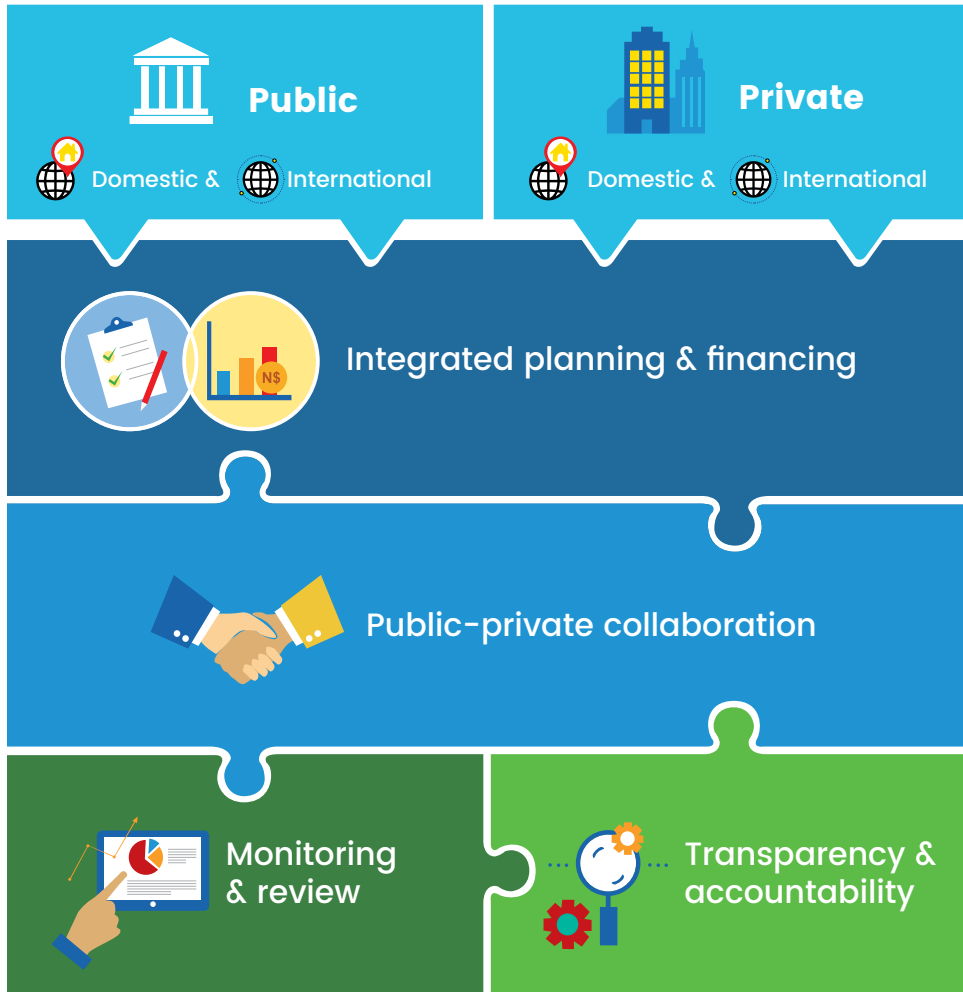 Public
Domestic & International
Private
Domestic & International
N$
Integrated planning & financing
Public-private collaboration
Monitoring
& review
Transparency &
accountability